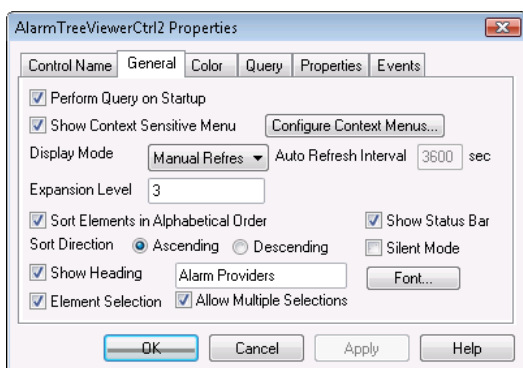 AlarmTreeViewerCtrl2 Properties
Control Name General Color Query Properties Events
Perform Query on Startup
Show Context Sensitive Menu Configure Context Menus...
Display Mode Manual Refres Auto Refresh Interval 3600 sec
Expansion Level 3
Sort Elements in Alphabetical Order Show Status Bar
Sort Direction Ascending Descending Silent Mode
Show Heading Alarm Providers Font...
Element Selection Allow Multiple Selections
OK Cancel Apply Help